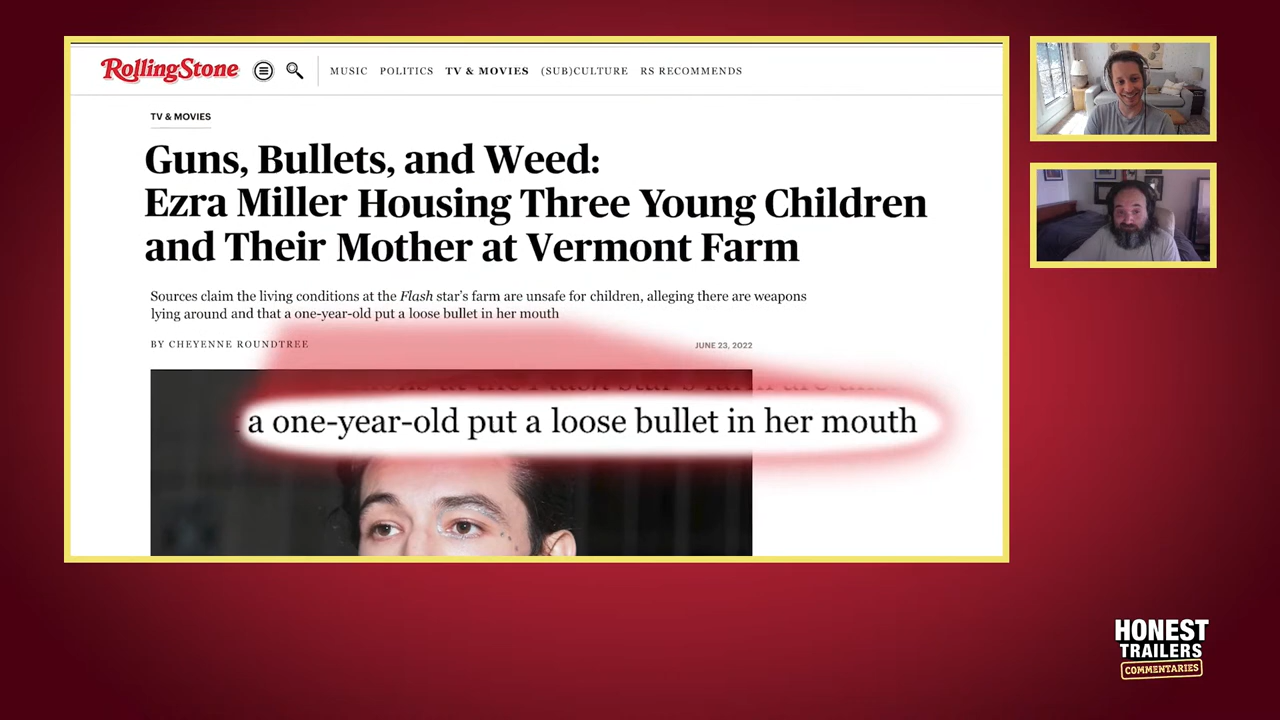 RollingStone
MUSIC POLITICS TV & MOVIES (SUB)CULTURE RS RECOMMENDS
TV & MOVIES
Guns, Bullets, and Weed:
Ezra Miller Housing Three Young Children
and Their Mother at Vermont Farm
Sources claim the living conditions at the Flash star's farm are unsafe for children, alleging there are weapons
lying around and that a one-year-old put a loose bullet in her mouth
BY CHEYENNE ROUNDTREE
JUNE 23, 2022
a one-year-old put a loose bullet in her mouth
HONEST
TRAILERS
COMMENTARIES